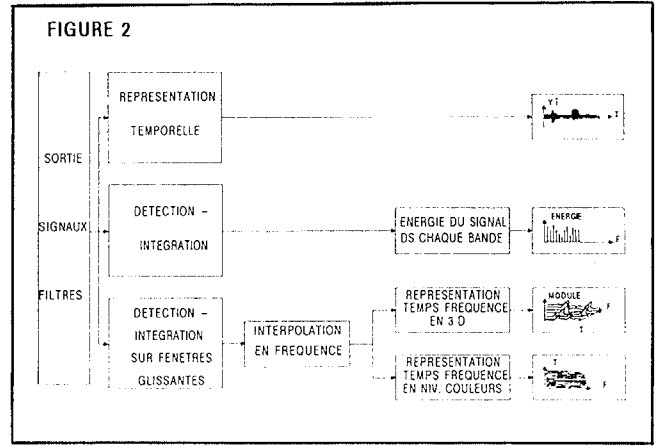 FIGURE 2
SORTIE
SIGNAUX
FILTRES
REPRESENTATION
TEMPORELLE
Yi
T
DETECTION -
INTEGRATION
ENERGIE DU SIGNAL
DS CHAQUE BANDE
ENERGIE
F
DETECTION -
INTEGRATION
SUR FENETRES
GLISSANTES
INTERPOLATION
EN FREQUENCE
REPRESENTATION
TEMPS FREQUENCE
EN 3 D
MODULE
F
T
REPRESENTATION
TEMPS FREQUENCE
EN NIV. COULEURS
T
F